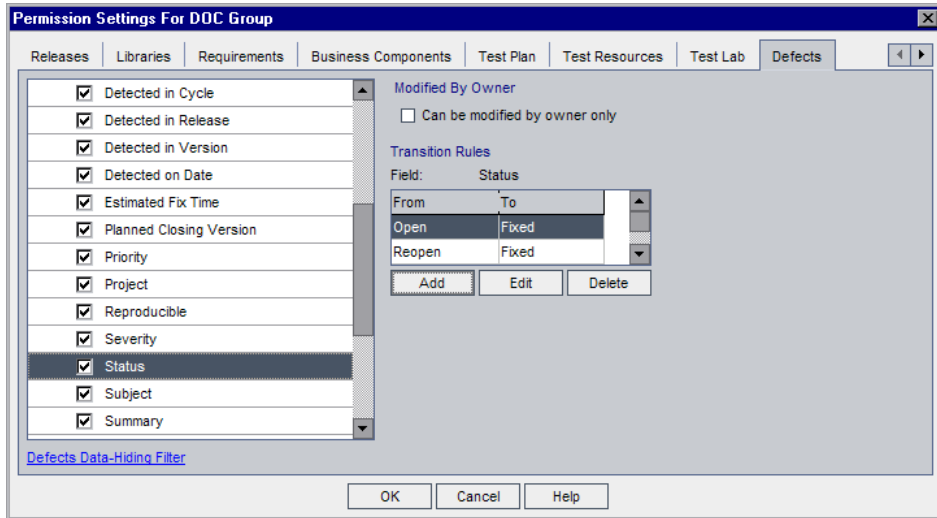 Permission Settings For DOC Group
Releases Libraries Requirements Business Components Test Plan Test Resources Test Lab Defects
Detected in Cycle
Detected in Release
Detected in Version
Detected on Date
Estimated Fix Time
Planned Closing Version
Priority
Project
Reproducible
Severity
Status
Subject
Summary
Defects Data-Hiding Filter
Modified By Owner
Can be modified by owner only
Transition Rules
Field: Status
From To
Open Fixed
Reopen Fixed
Add Edit Delete
OK Cancel Help